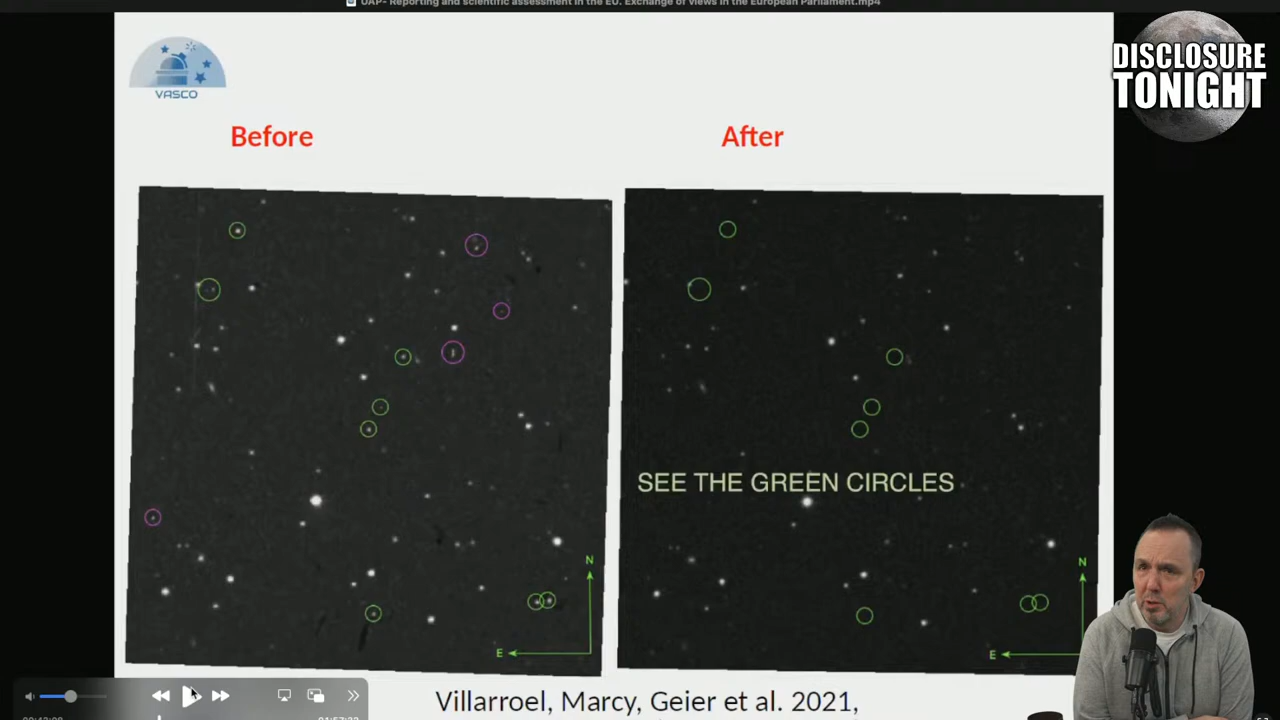 UAP- Reporting and scientific assessment in the EU. Exchange of views in the European Parliament.mp4
DISCLOSURE
TONIGHT
VASCO
Before
After
SEE THE GREEN CIRCLES
N
E
N
E
Villarroel, Marcy, Geier et al. 2021,